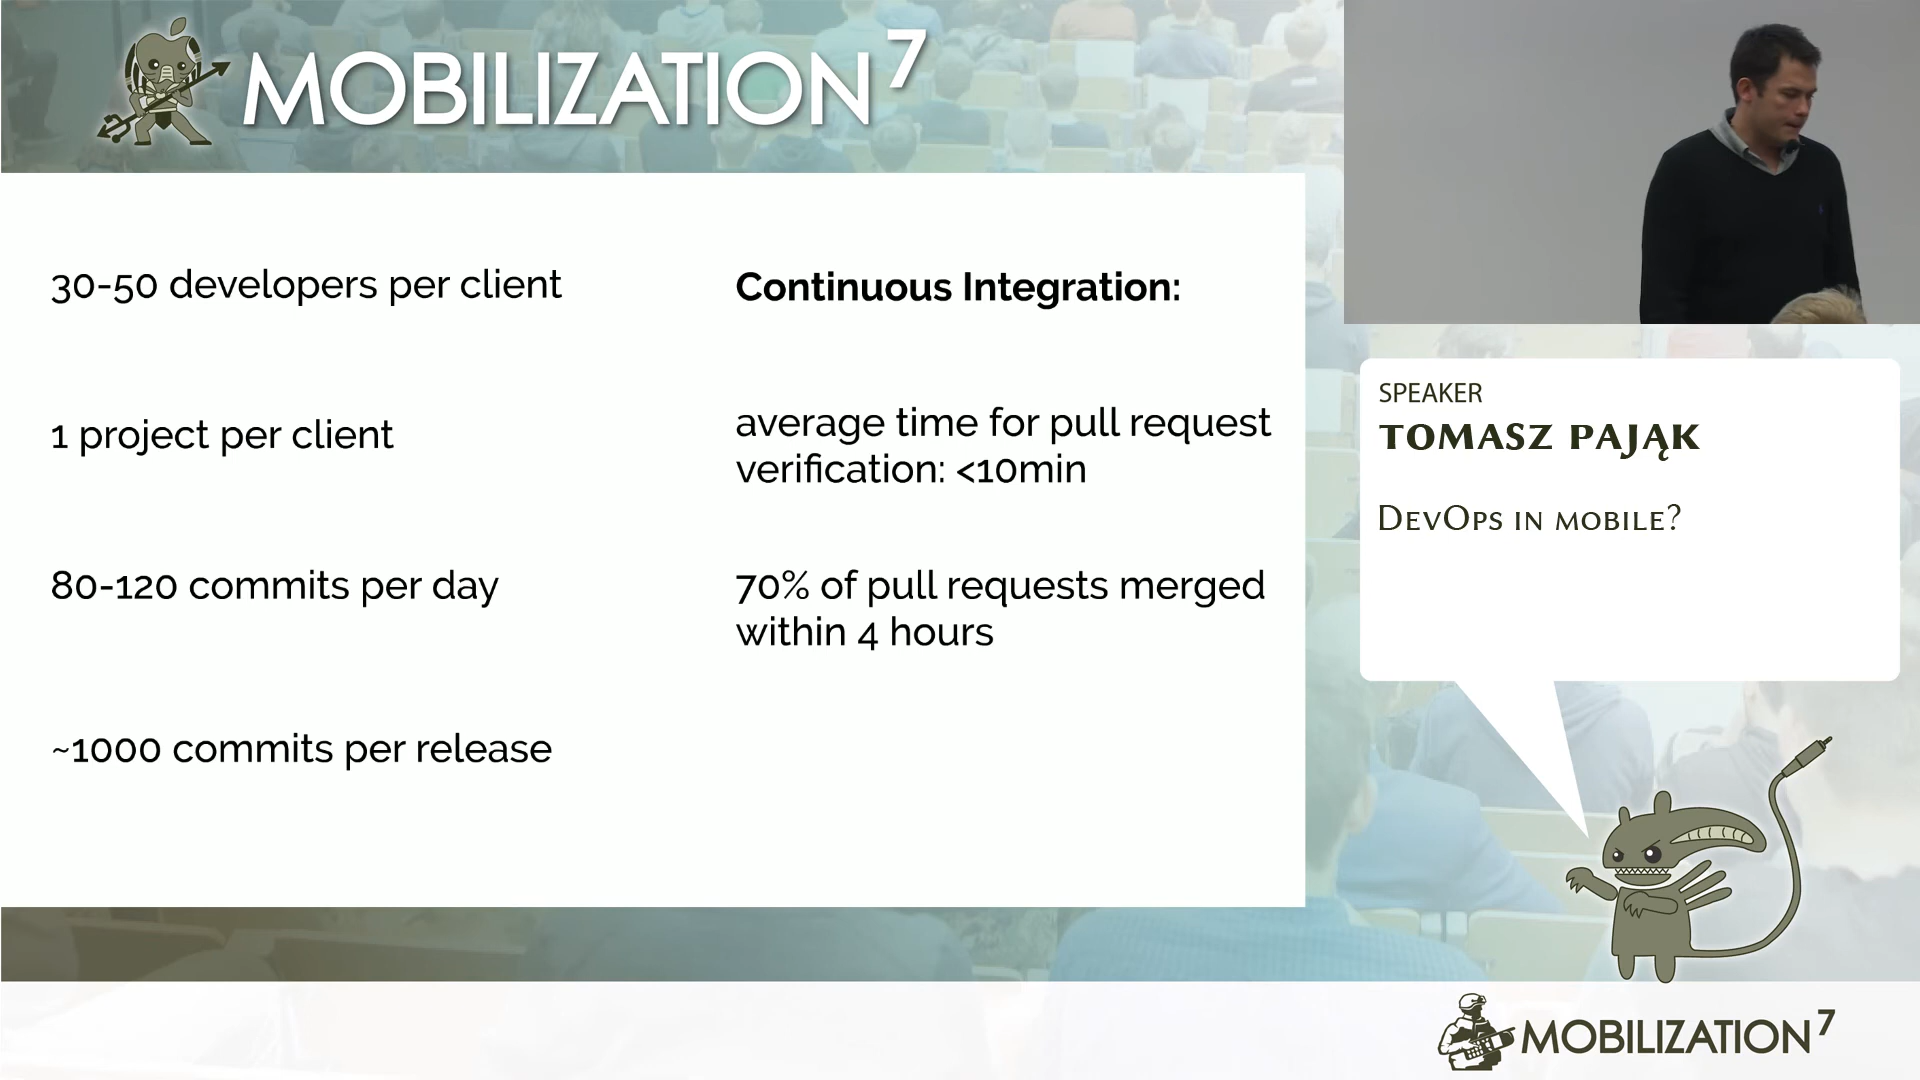 MOBILIZATION 7
30-50 developers per client
1 project per client
80-120 commits per day
~1000 commits per release
Continuous Integration:
average time for pull request
verification: <10min
70% of pull requests merged
within 4 hours
SPEAKER
TOMASZ PAJĄK
DEVOPS IN MOBILE?
MOBILIZATION 7